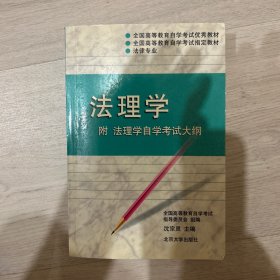 全国高等教育自学考试优秀教材
全国高等教育自学考试指定教材
法律专业
法理学
附 法理学自学考试大纲
全国高等教育自学考试
指导委员会 组编
沈宗灵 主编
北京大学出版社